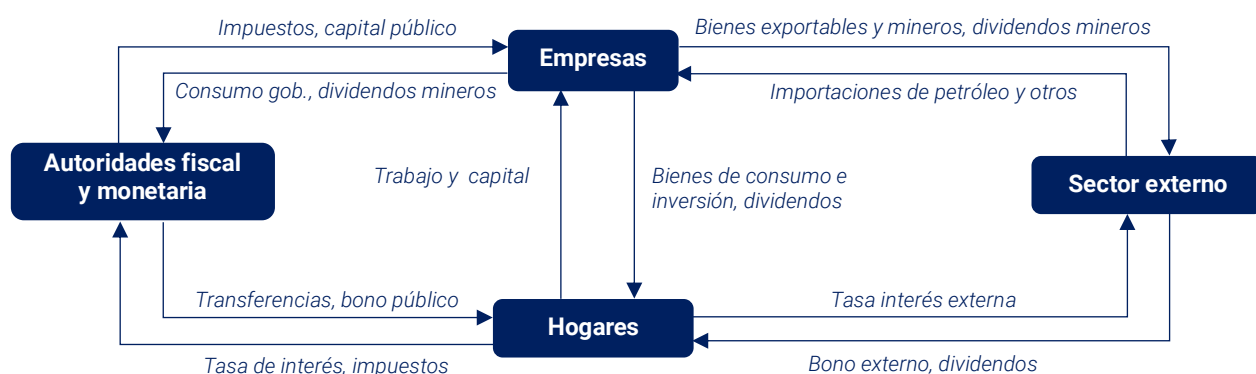 Impuestos, capital público
Bienes exportables y mineros, dividendos mineros
Empresas
Consumo gob., dividendos mineros
Importaciones de petróleo y otros
Autoridades fiscal
y monetaria
Trabajo y capital
Bienes de consumo e
inversión, dividendos
Sector externo
Transferencias, bono público
Tasa interés externa
Hogares
Tasa de interés, impuestos
Bono externo, dividendos